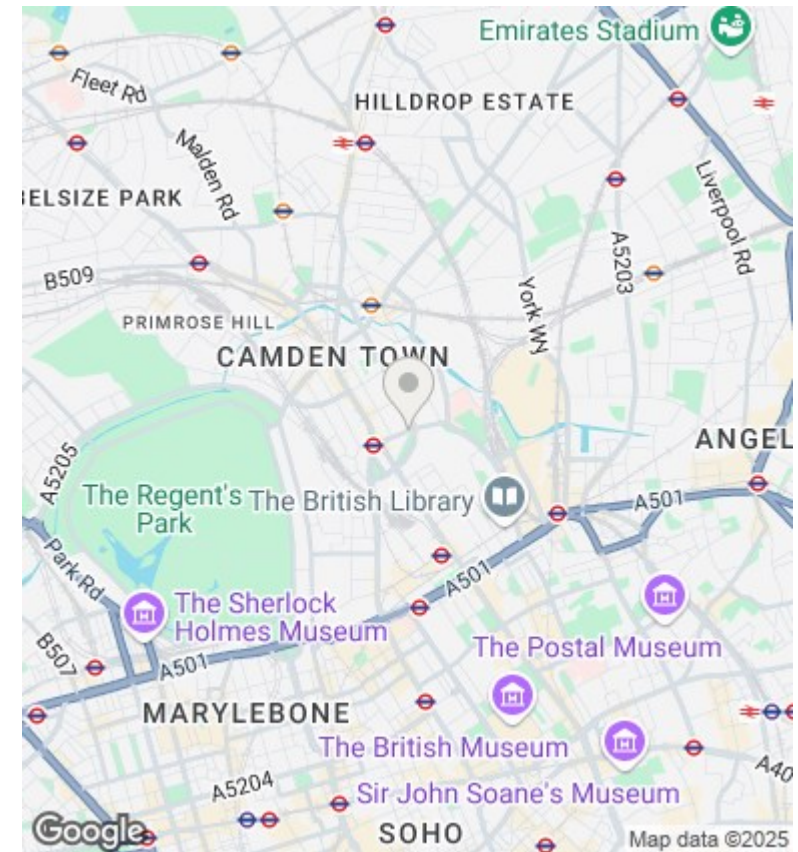 Emirates Stadium
Fleet Rd
HILLDROP ESTATE
Malden Rd
Liverpool Rd
BELSIZE PARK
A5203
B509
York WY
PRIMROSE HILL
CAMDEN TOWN
ANGEL
A5205
The Regent's
Park
The British Library
A501
Park Rd
A501
The Sherlock
Holmes Museum
The Postal Museum
B507
A501
MARYLEBONE
The British Museum
A40
A5204
Sir John Soane's Museum
SOHO
Google
Map data ©2025